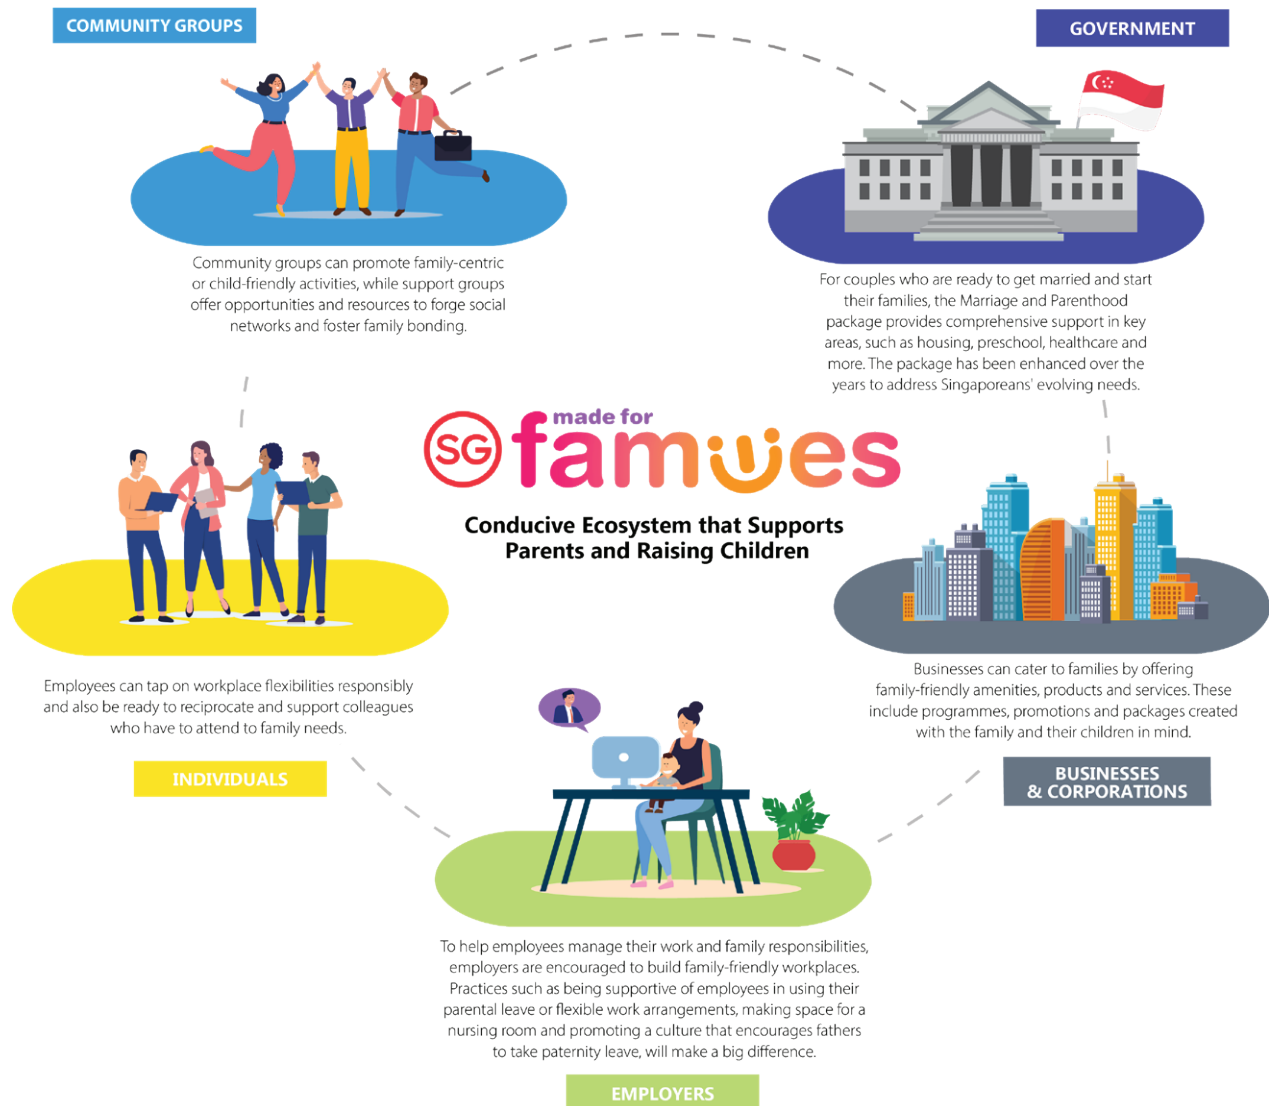 COMMUNITY GROUPS
Community groups can promote family-centric
or child-friendly activities, while support groups
offer opportunities and resources to forge social
networks and foster family bonding.
GOVERNMENT
For couples who are ready to get married and start
their families, the Marriage and Parenthood
package provides comprehensive support in key
areas, such as housing, preschool, healthcare and
more. The package has been enhanced over the
years to address Singaporeans' evolving needs.
SG
made for
families
Conducive Ecosystem that Supports
Parents and Raising Children
Employees can tap on workplace flexibilities responsibly
and also be ready to reciprocate and support colleagues
who have to attend to family needs.
INDIVIDUALS
Businesses can cater to families by offering
family-friendly amenities, products and services. These
include programmes, promotions and packages created
with the family and their children in mind.
BUSINESSES
& CORPORATIONS
To help employees manage their work and family responsibilities,
employers are encouraged to build family-friendly workplaces.
Practices such as being supportive of employees in using their
parental leave or flexible work arrangements, making space for a
nursing room and promoting a culture that encourages fathers
to take paternity leave, will make a big difference.
EMPLOYERS